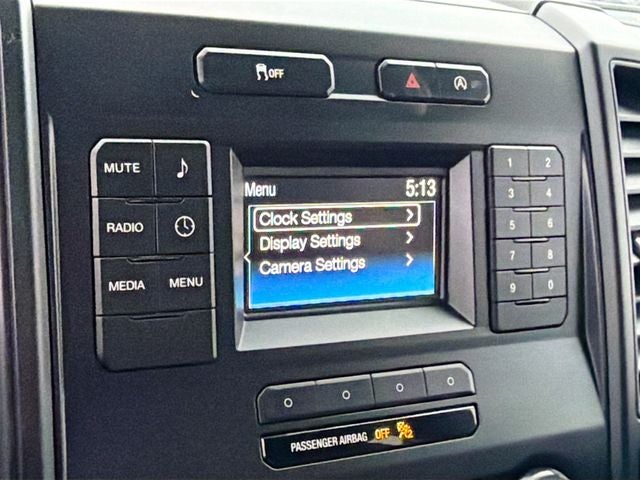 OFF
A
MUTE
RADIO
MEDIA MENU
Menu 5:13
Clock Settings
Display Settings
Camera Settings
1 2
3 4
5 6
7 8
9 0
PASSENGER AIRBAG OFF